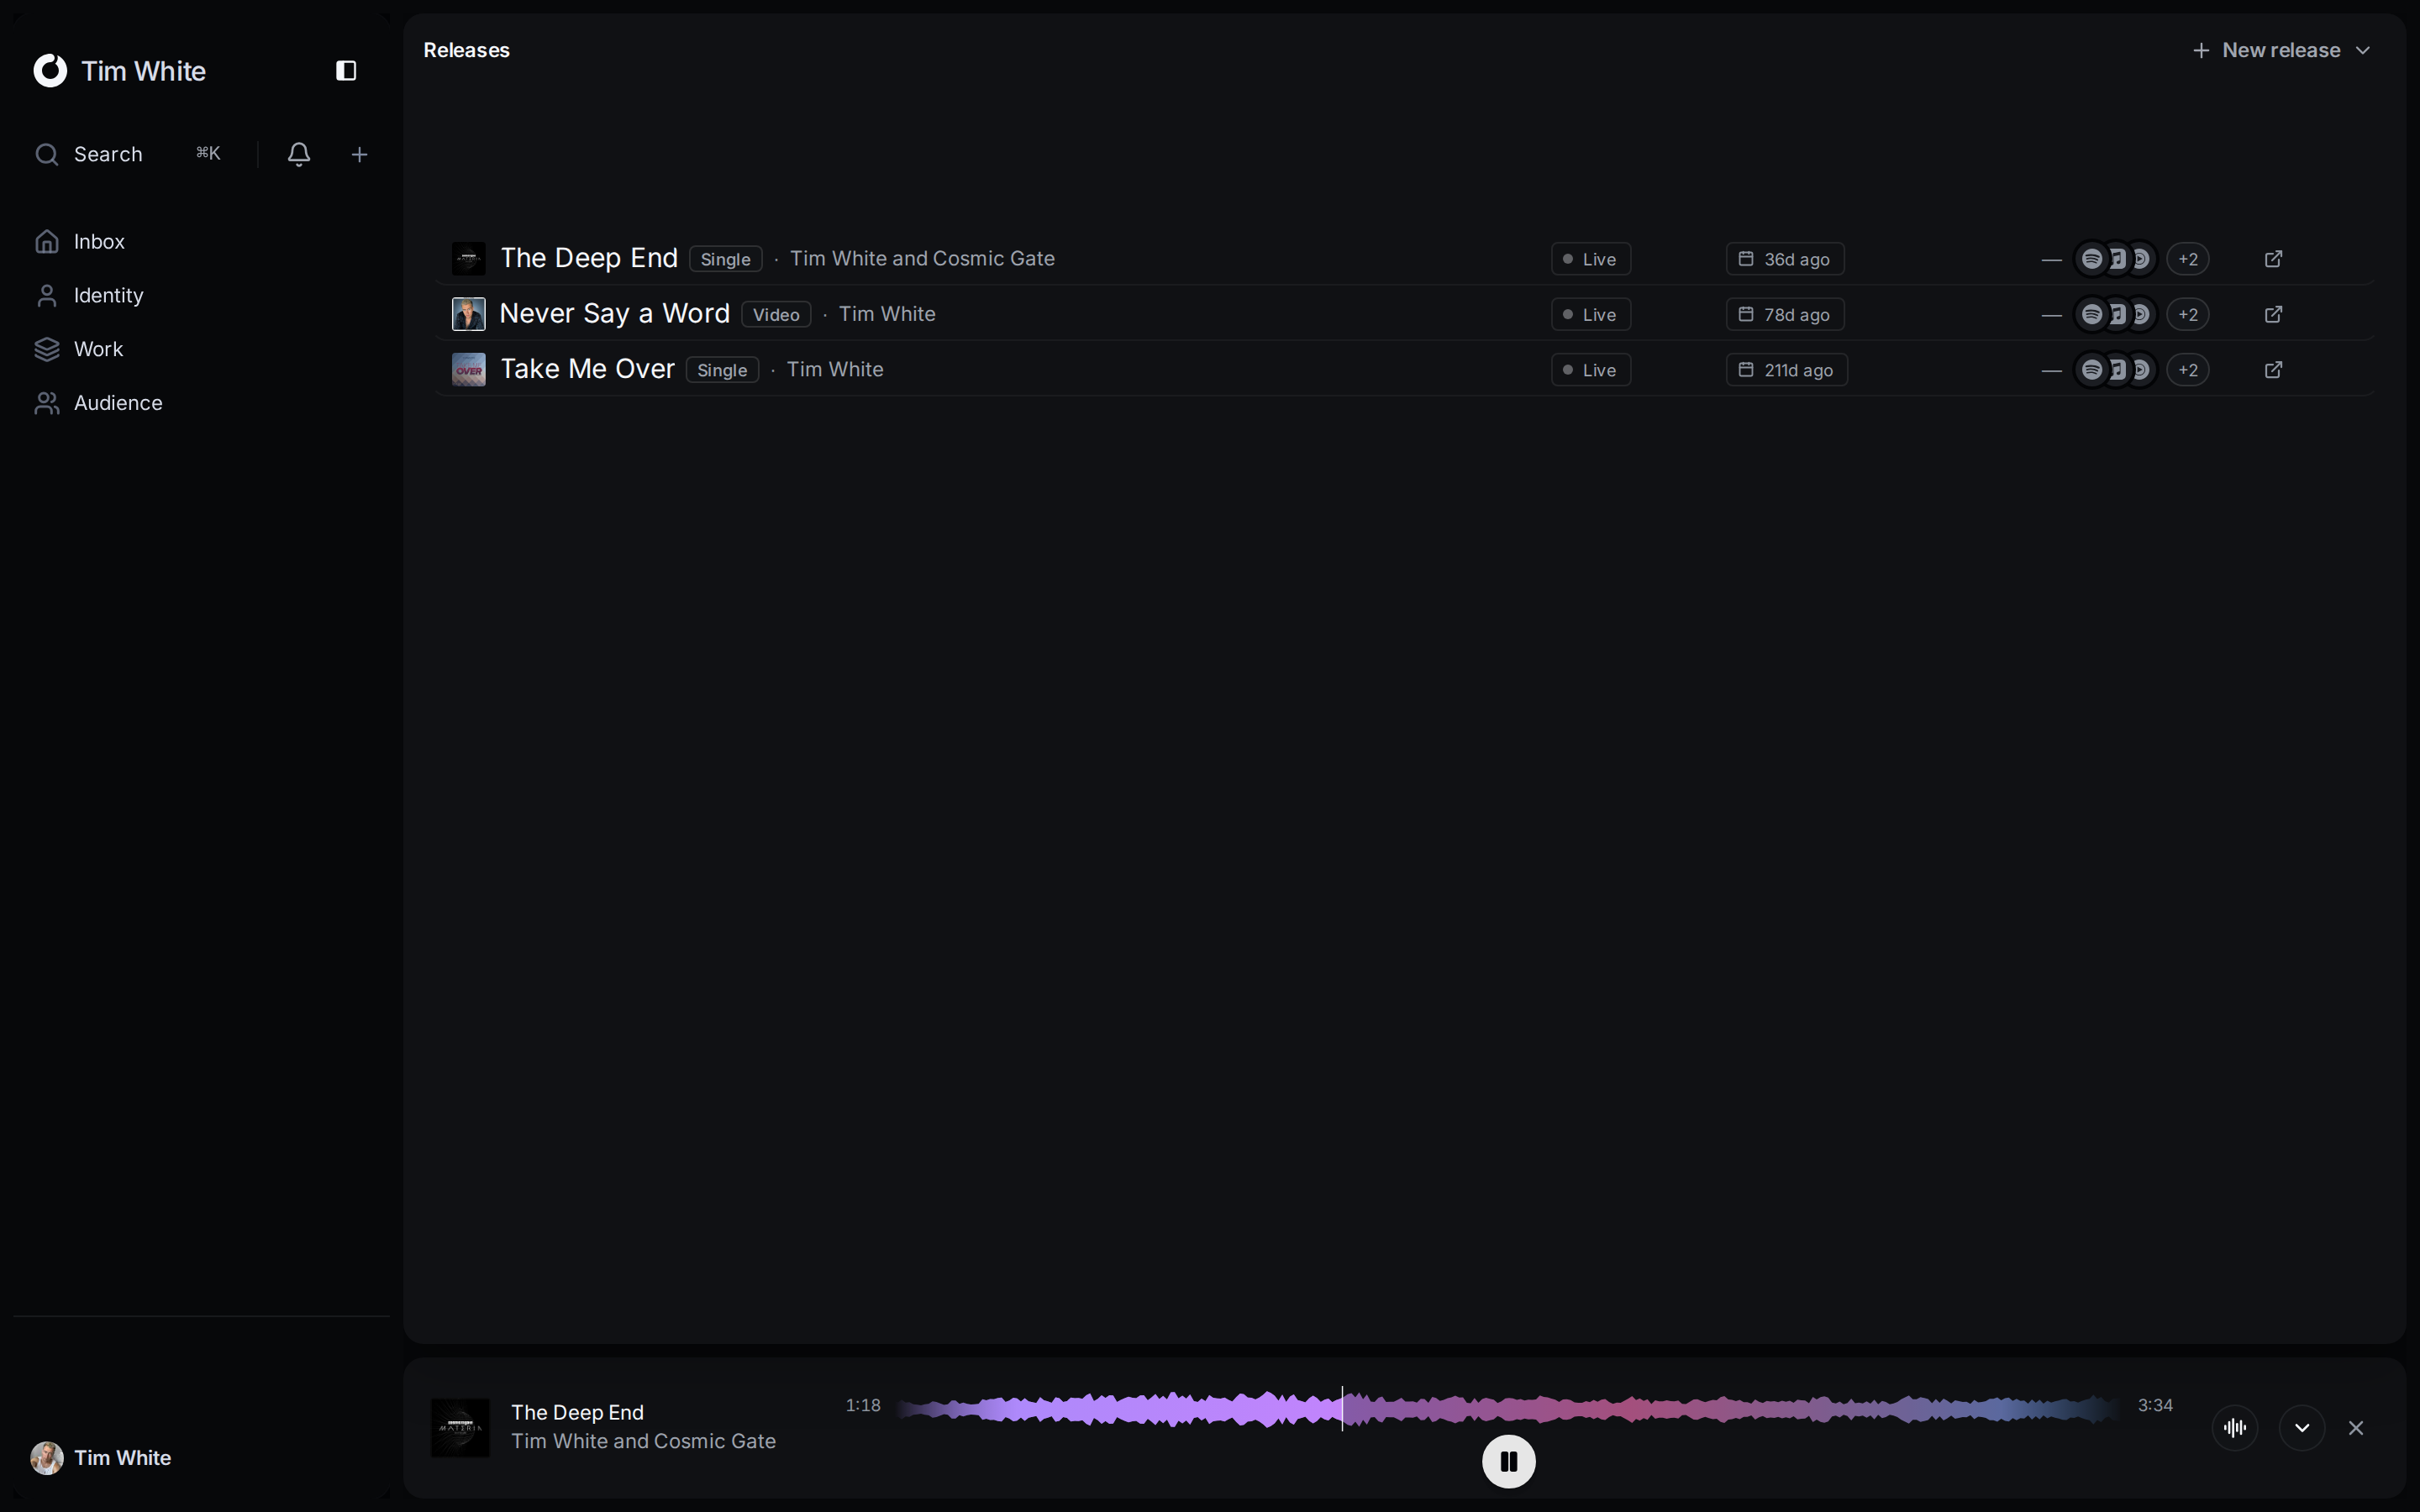 Tim White
Search ⌘K
Inbox
Identity
Work
Audience
Tim White
Releases
New release
The Deep End Single · Tim White and Cosmic Gate Live 36d ago — +2
Never Say a Word Video · Tim White Live 78d ago — +2
OVER
Take Me Over Single · Tim White Live 211d ago — +2
MATERIA
The Deep End
Tim White and Cosmic Gate
1:18
3:34